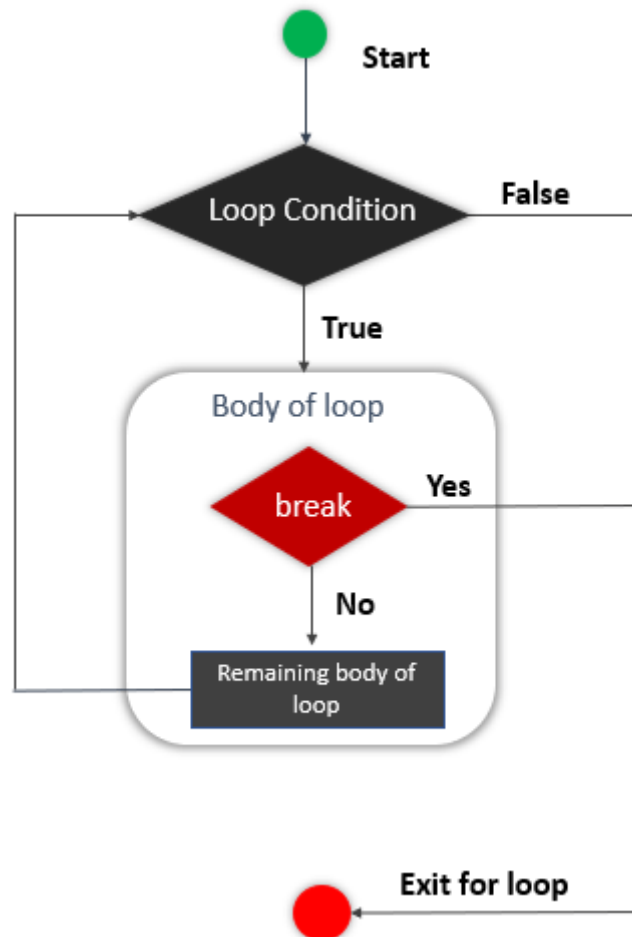 Start
Loop Condition
False
True
Body of loop
break
Yes
No
Remaining body of
loop
Exit for loop